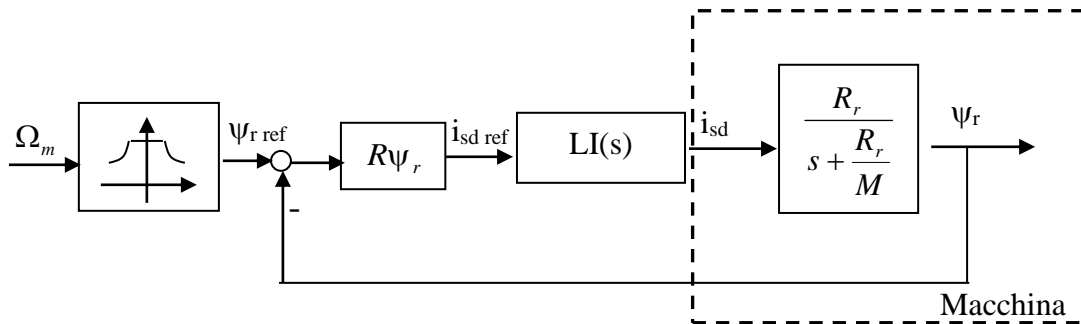 Ω_m
ψ_r ref
-
Rψ_r
i_sd ref
LI(s)
i_sd
R_r
s + R_r
M
ψ_r
Macchina